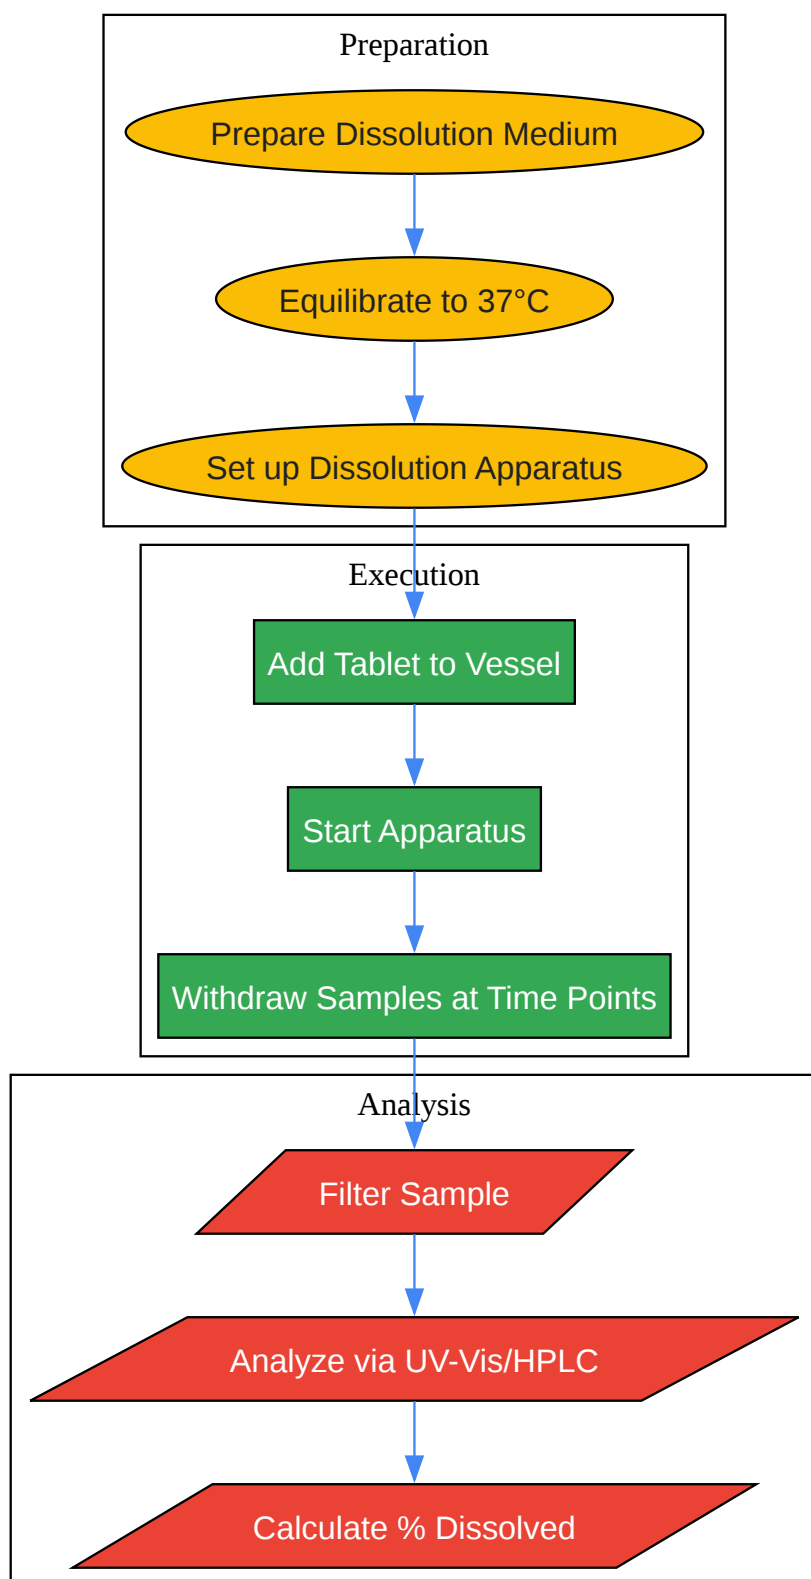 Preparation
Prepare Dissolution Medium
Equilibrate to 37°C
Set up Dissolution Apparatus
Execution
Add Tablet to Vessel
Start Apparatus
Withdraw Samples at Time Points
Analysis
Filter Sample
Analyze via UV-Vis/HPLC
Calculate % Dissolved